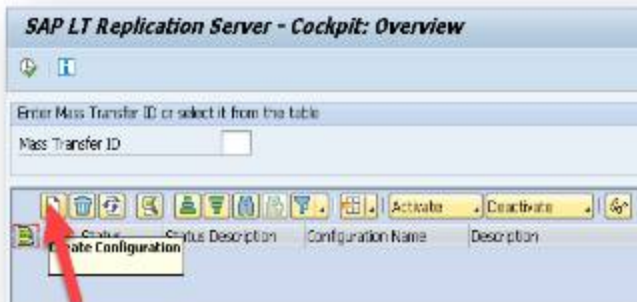 SAP LT Replication Server - Cockpit: Overview
Enter Mass Transfer ID or select it from the table
Mass Transfer ID
Activate Deactivate
Status Status Description Configuration Name Description
Create Configuration